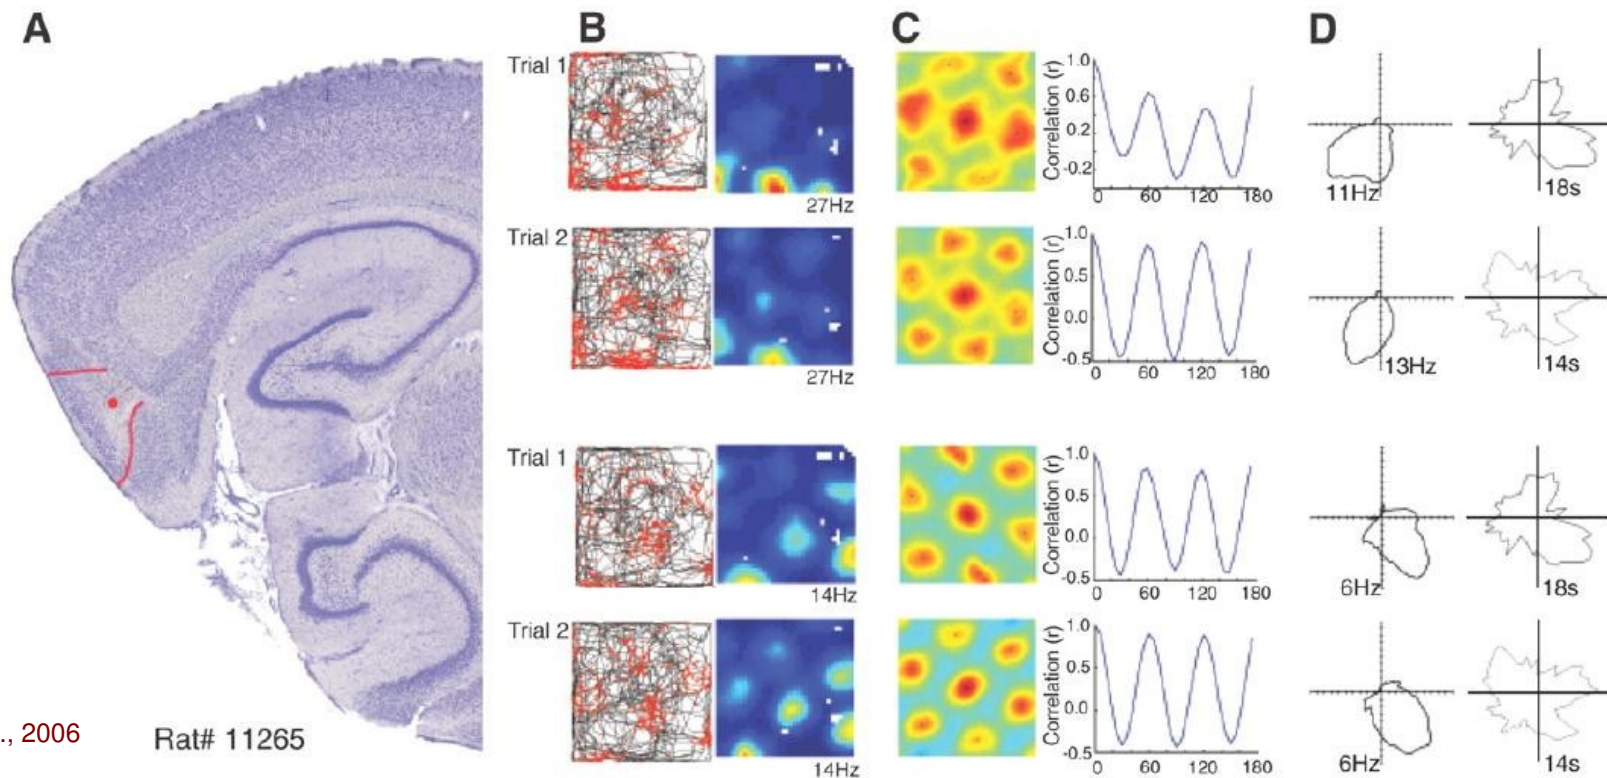 A
B
C
D
Trial 1
27Hz
Correlation (r)
1.0
0.6
0.2
-0.2
0 60 120 180
11Hz
18s
Trial 2
27Hz
Correlation (r)
1.0
0.5
0.0
-0.5
0 60 120 180
13Hz
14s
Trial 1
14Hz
Correlation (r)
1.0
0.5
0.0
-0.5
0 60 120 180
6Hz
18s
Trial 2
14Hz
Correlation (r)
1.0
0.5
0.0
-0.5
0 60 120 180
6Hz
14s
., 2006
Rat# 11265